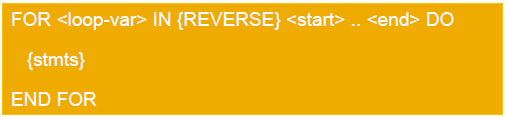 FOR <loop-var> IN {REVERSE} <start> .. <end> DO
{stmts}
END FOR